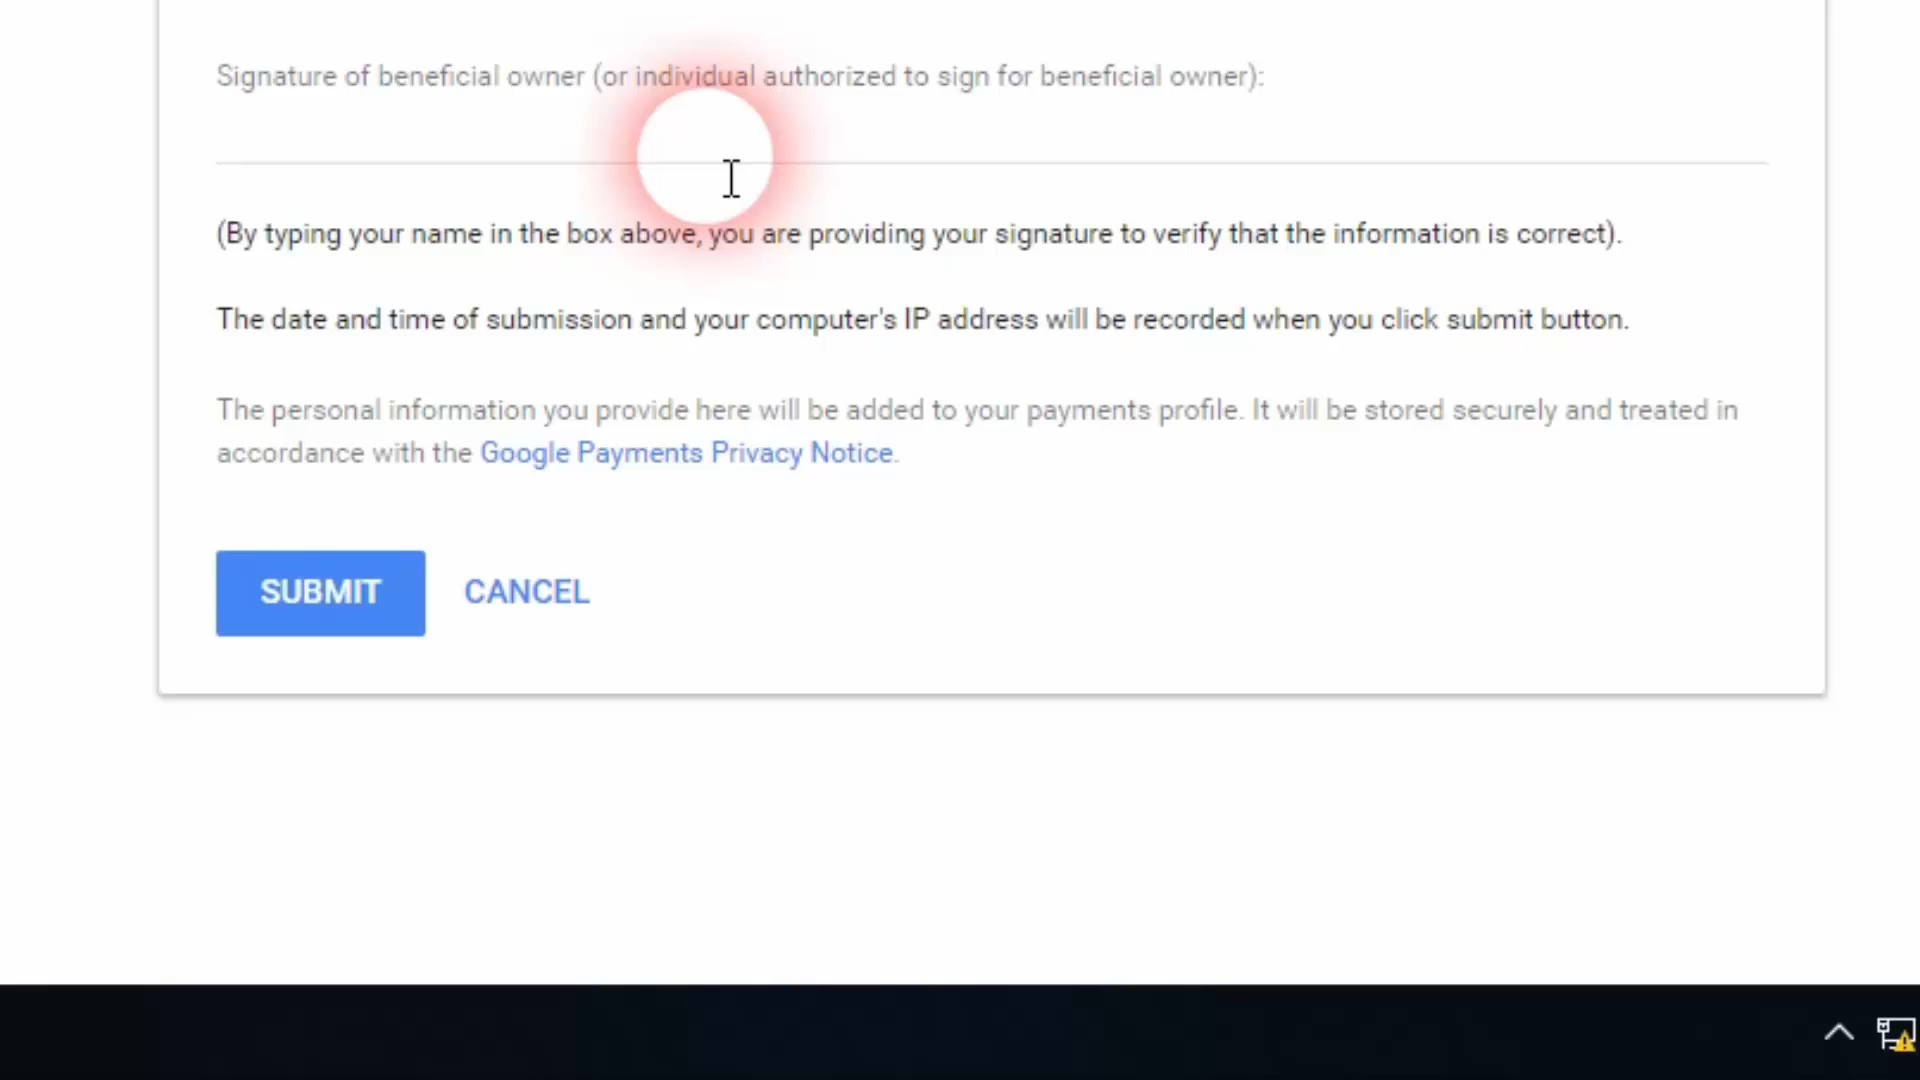 Signature of beneficial owner (or individual authorized to sign for beneficial owner):
(By typing your name in the box above, you are providing your signature to verify that the information is correct).
The date and time of submission and your computer's IP address will be recorded when you click submit button.
The personal information you provide here will be added to your payments profile. It will be stored securely and treated in
accordance with the Google Payments Privacy Notice.
SUBMIT CANCEL